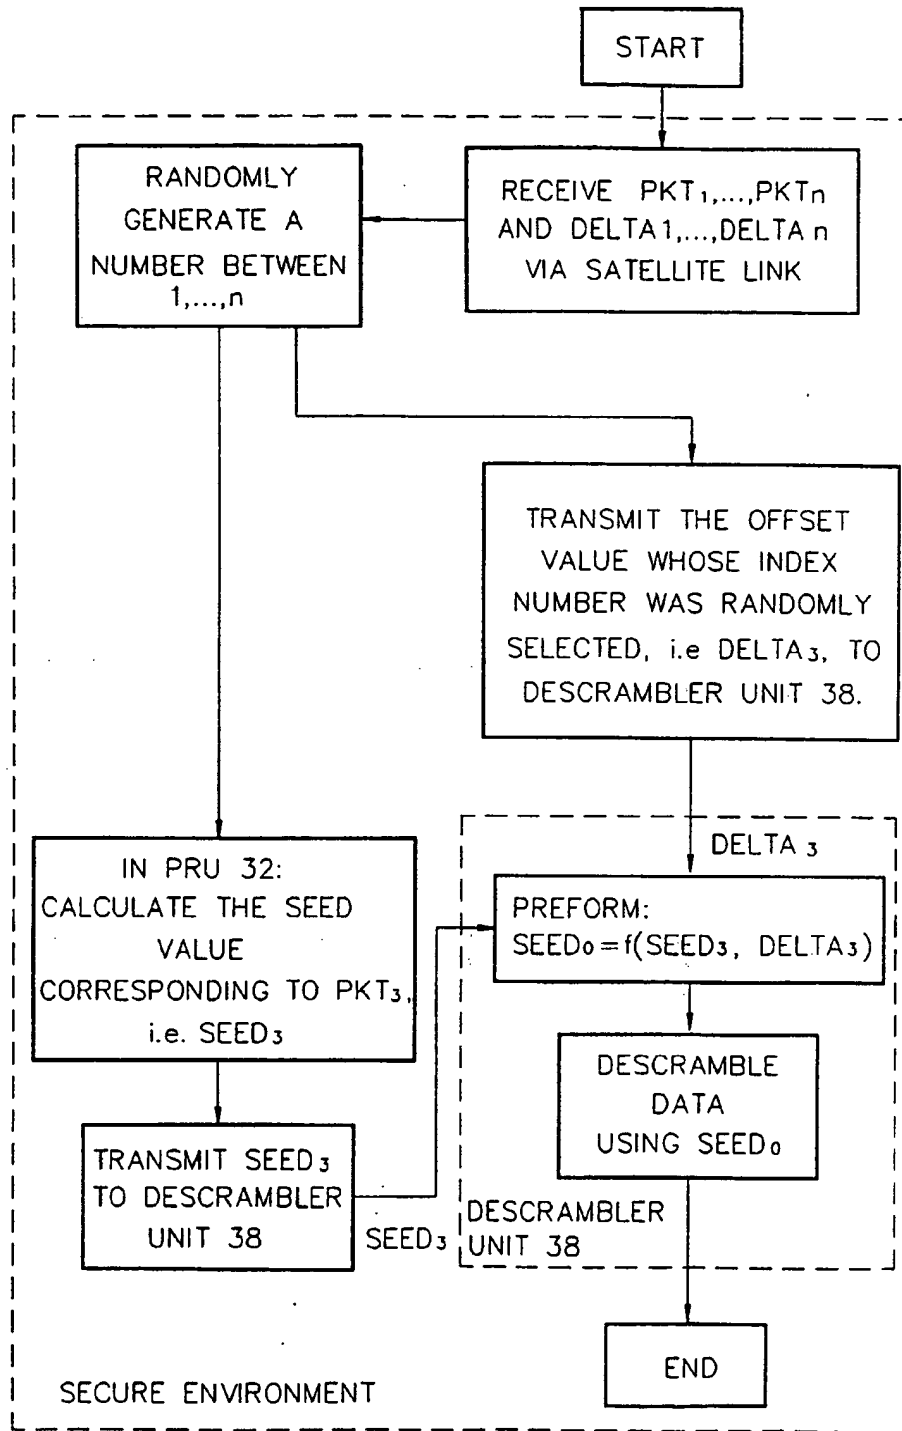 START
RECEIVE PKT₁,...,PKTn
AND DELTA1,...,DELTA n
VIA SATELLITE LINK
RANDOMLY
GENERATE A
NUMBER BETWEEN
1,...,n
TRANSMIT THE OFFSET
VALUE WHOSE INDEX
NUMBER WAS RANDOMLY
SELECTED, i.e DELTA₃, TO
DESCRAMBLER UNIT 38.
IN PRU 32:
CALCULATE THE SEED
VALUE
CORRESPONDING TO PKT₃,
i.e. SEED₃
TRANSMIT SEED₃
TO DESCRAMBLER
UNIT 38
SEED₃
DELTA ₃
PREFORM:
SEED₀=f(SEED₃, DELTA₃)
DESCRAMBLE
DATA
USING SEED₀
DESCRAMBLER
UNIT 38
END
SECURE ENVIRONMENT